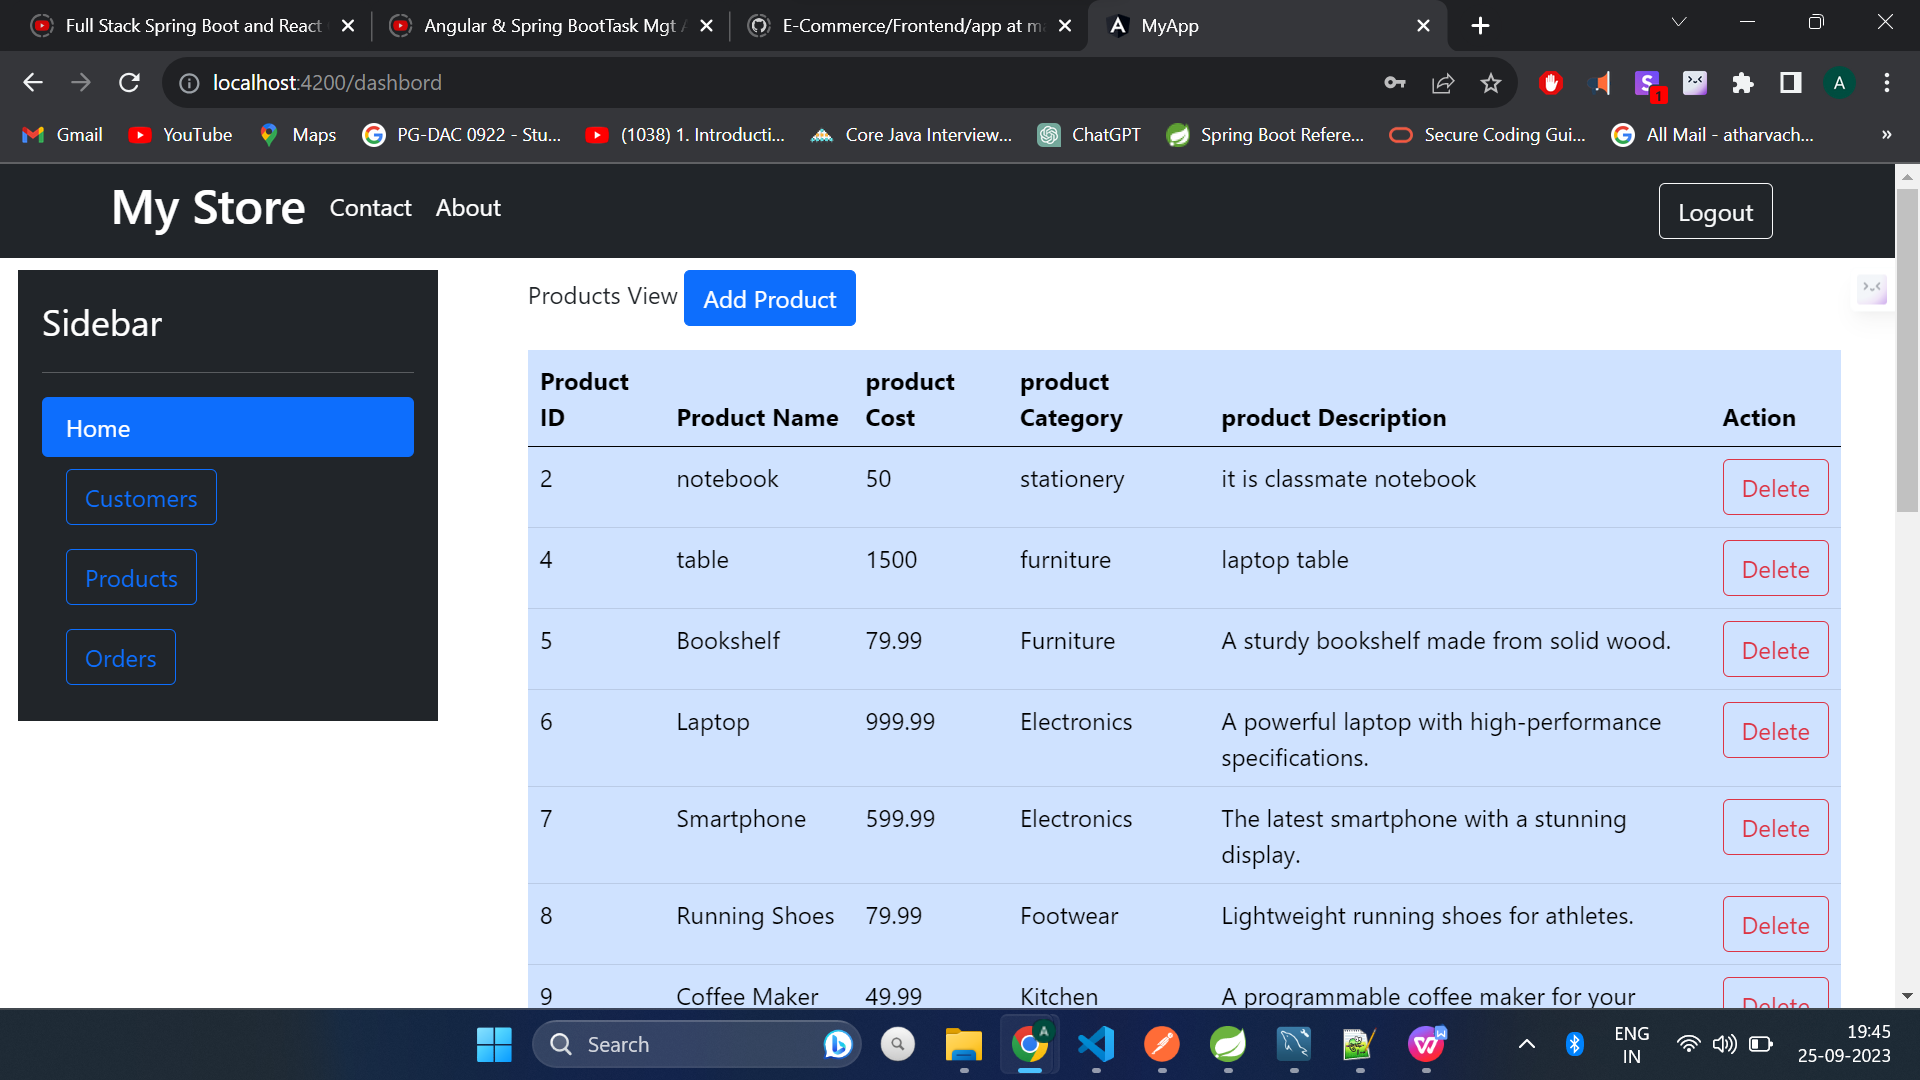 Full Stack Spring Boot and React
Angular & Spring BootTask Mgt
E-Commerce/Frontend/app at m
MyApp
localhost:4200/dashbord
S
1
A
Gmail
YouTube
Maps
PG-DAC 0922 - Stu...
(1038) 1. Introducti...
Core Java Interview...
ChatGPT
Spring Boot Refere...
Secure Coding Gui...
All Mail - atharvach...
»
My Store
Contact
About
Logout
Sidebar
Home
Customers
Products
Orders
Products View
Add Product
Product ID
Product Name
product Cost
product Category
product Description
Action
2 notebook 50 stationery it is classmate notebook Delete
4 table 1500 furniture laptop table Delete
5 Bookshelf 79.99 Furniture A sturdy bookshelf made from solid wood. Delete
6 Laptop 999.99 Electronics A powerful laptop with high-performance Delete
specifications.
7 Smartphone 599.99 Electronics The latest smartphone with a stunning Delete
display.
8 Running Shoes 79.99 Footwear Lightweight running shoes for athletes. Delete
9 Coffee Maker 49.99 Kitchen A programmable coffee maker for your Delete
Search
A
ENG
IN
19:45
25-09-2023